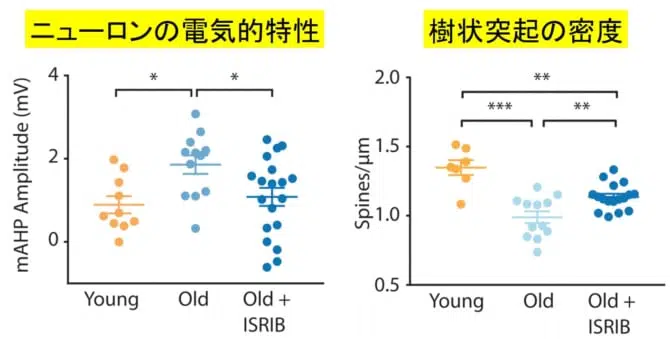 ニューロンの電気的特性
mAHP Amplitude (mV)
4
2
0
*
*
Young
Old
Old +
ISRIB
樹状突起の密度
Spines/µm
2.0
1.5
1.0
0.5
**
***
**
Young
Old
Old +
ISRIB